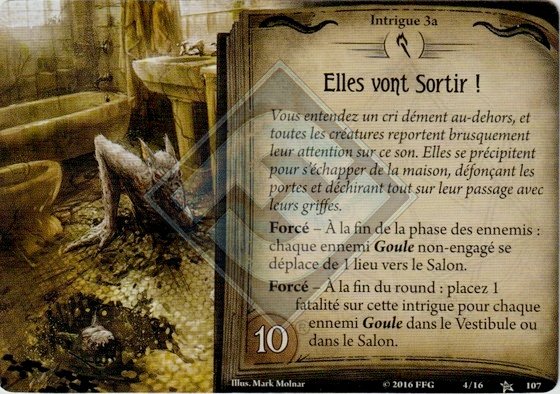 Intrigue 3a
Elles vont Sortir !
Vous entendez un cri dément au-dehors, et
toutes les créatures reportent brusquement
leur attention sur ce son. Elles se précipitent
pour s'échapper de la maison, défonçant les
portes et déchirant tout sur leur passage avec
leurs griffes.
Forcé – À la fin de la phase des ennemis :
chaque ennemi Goule non-engagé se
déplace de 1 lieu vers le Salon.
Forcé – À la fin du round : placez 1
fatalité sur cette intrigue pour chaque
ennemi Goule dans le Vestibule ou
dans le Salon.
10
Illus. Mark Molnar © 2016 FFG 4/16 107